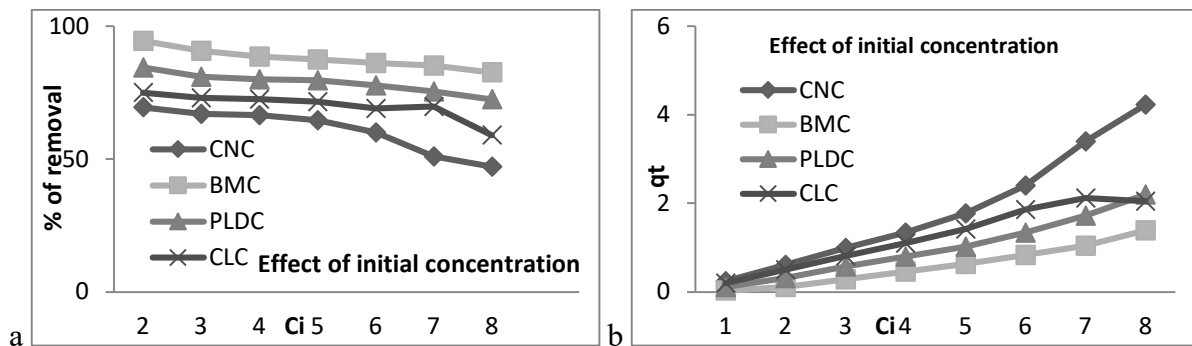 100
50
0
% of removal
CNC
BMC
PLDC
CLC
Effect of initial concentration
2 3 4 Ci 5 6 7 8
a
6
4
2
0
qt
Effect of initial concentration
CNC
BMC
PLDC
CLC
1 2 3 Ci 4 5 6 7 8
b